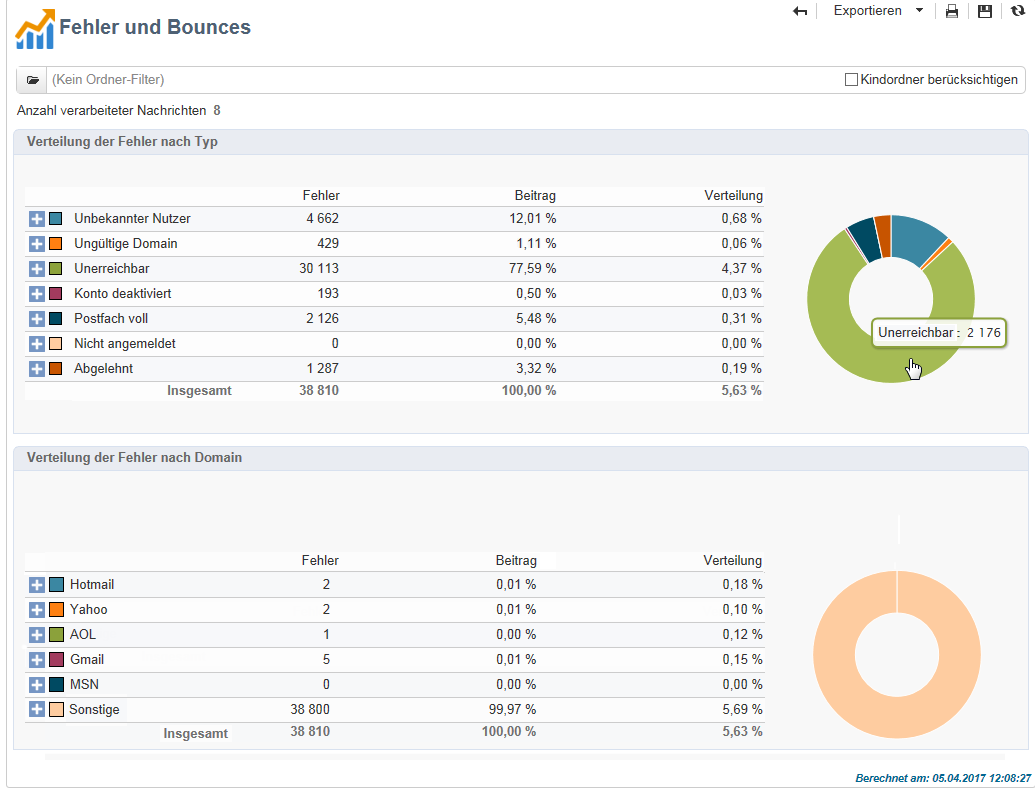 Exportieren
Fehler und Bounces
(Kein Ordner-Filter) Kindordner berücksichtigen
Anzahl verarbeiteter Nachrichten 8
Verteilung der Fehler nach Typ
Fehler Beitrag Verteilung
Unbekannter Nutzer 4 662 12,01 % 0,68 %
Ungültige Domain 429 1,11 % 0,06 %
Unerreichbar 30 113 77,59 % 4,37 %
Konto deaktiviert 193 0,50 % 0,03 %
Postfach voll 2 126 5,48 % 0,31 %
Nicht angemeldet 0 0,00 % 0,00 %
Abgelehnt 1 287 3,32 % 0,19 %
Insgesamt 38 810 100,00 % 5,63 %
Unerreichbar : 2 176
Verteilung der Fehler nach Domain
Fehler Beitrag Verteilung
Hotmail 2 0,01 % 0,18 %
Yahoo 2 0,01 % 0,10 %
AOL 1 0,00 % 0,12 %
Gmail 5 0,01 % 0,15 %
MSN 0 0,00 % 0,00 %
Sonstige 38 800 99,97 % 5,69 %
Insgesamt 38 810 100,00 % 5,63 %
Berechnet am: 05.04.2017 12:08:27